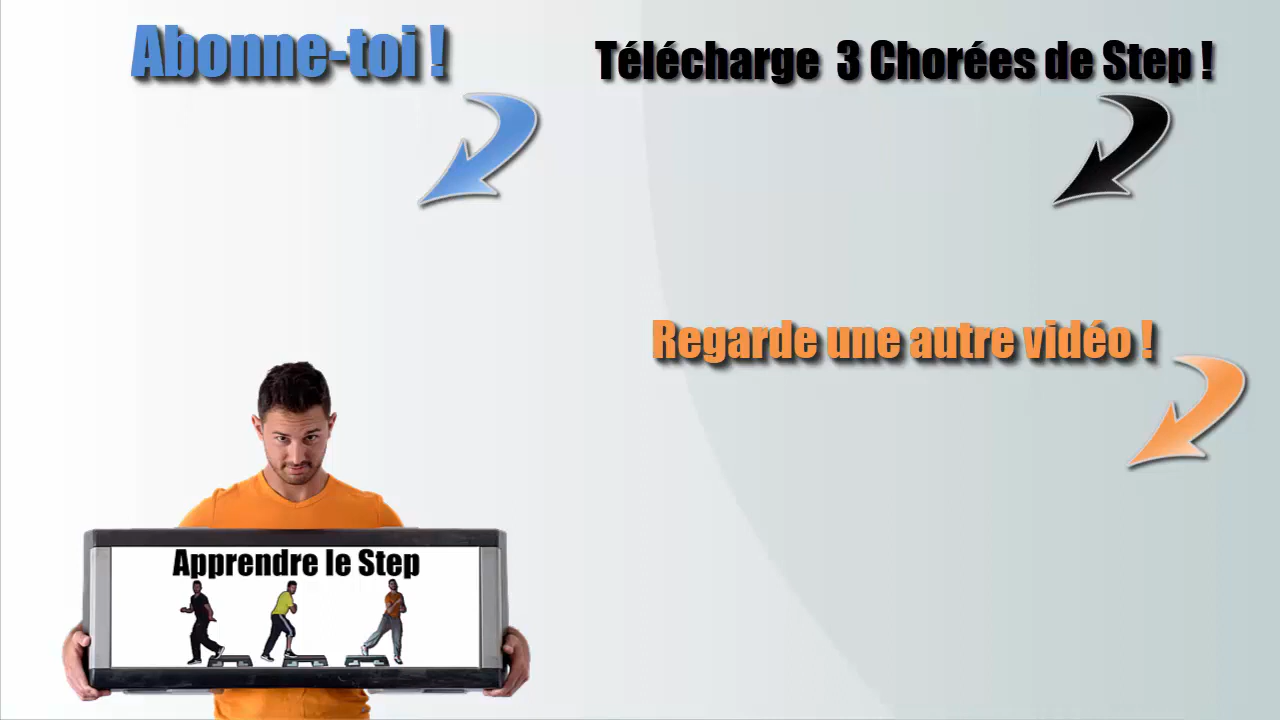 Abonne-toi !
Télécharge 3 Chorées de Step !
Regarde une autre vidéo !
Apprendre le Step